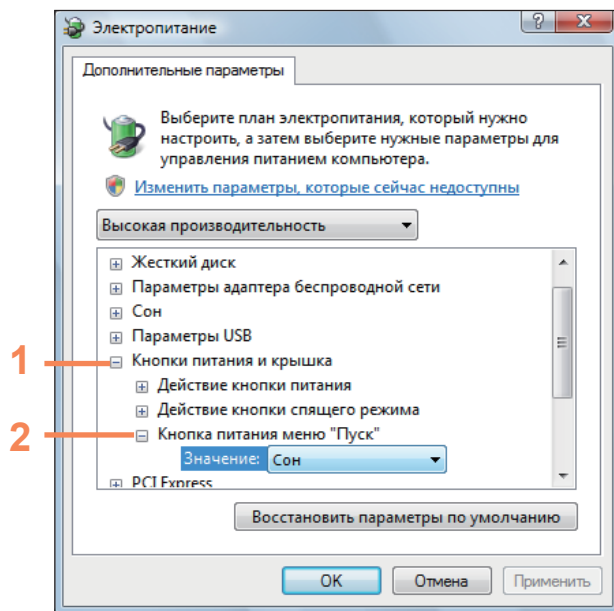 Электропитание
Дополнительные параметры
Выберите план электропитания, который нужно
настроить, а затем выберите нужные параметры для
управления питанием компьютера.
Изменить параметры, которые сейчас недоступны
Высокая производительность
Жесткий диск
Параметры адаптера беспроводной сети
Сон
Параметры USB
1 Кнопки питания и крышка
Действие кнопки питания
Действие кнопки спящего режима
2 Кнопка питания меню "Пуск"
Значение: Сон
PCI Express
Восстановить параметры по умолчанию
OK Отмена Применить